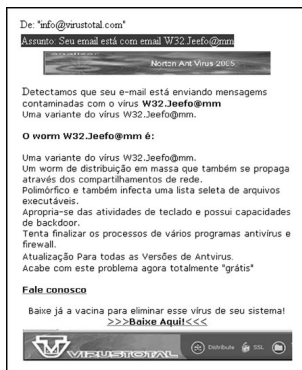 De: "info@virustotal.com"
Assunto: Seu email está com email W32.Jeefo@mm
Norton Ant Virus 2005
Detectamos que seu e-mail está enviando mensagems
contaminadas com o vírus W32.Jeefo@mm
Uma variante do vírus W32.Jeefo@mm.
O worm W32.Jeefo@mm é:
Uma variante do vírus W32.Jeefo@mm.
Um worm de distribuição em massa que também se propaga
através dos compartilhamentos de rede.
Polimórfico e também infecta uma lista seleta de arquivos
executáveis.
Apropria-se das atividades de teclado e possui capacidades
de backdoor.
Tenta finalizar os processos de vários programas antivírus e
firewall.
Atualização Para todas as Versões de Antivirus.
Acabe com este problema agora totalmente "grátis"
Fale conosco
Baixe já a vacina para eliminar esse vírus de seu sistema!
>>>Baixe Aqui!<<<
VIRUSTOTAL Distribute SSL